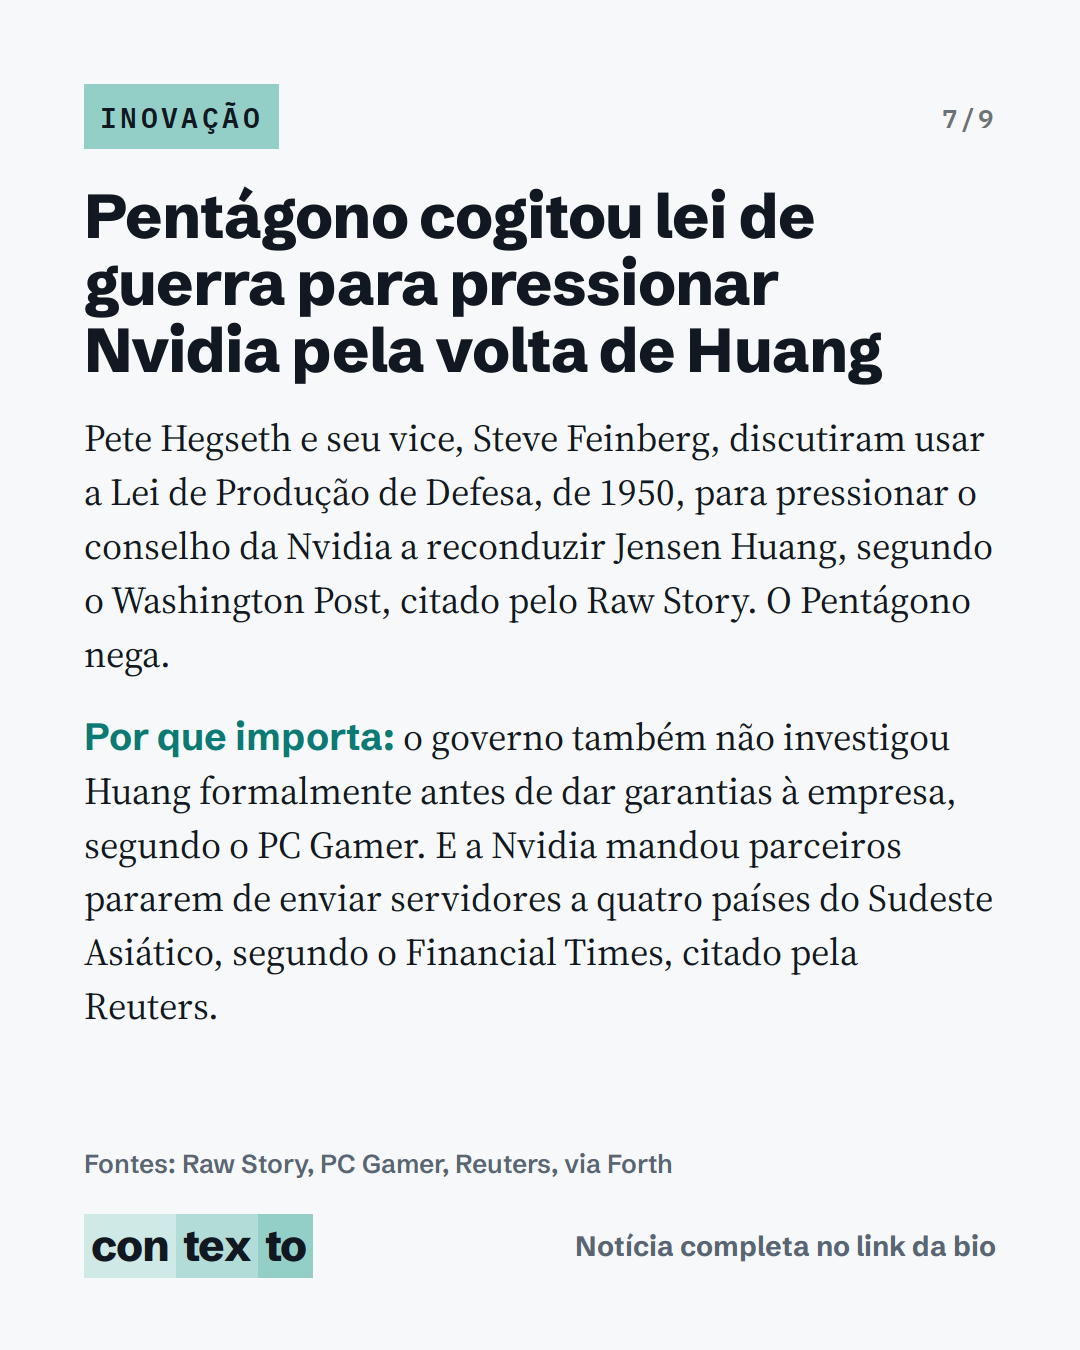 INOVAÇÃO
7/9
Pentágono cogitou lei de
guerra para pressionar
Nvidia pela volta de Huang
Pete Hegseth e seu vice, Steve Feinberg, discutiram usar
a Lei de Produção de Defesa, de 1950, para pressionar o
conselho da Nvidia a reconduzir Jensen Huang, segundo
o Washington Post, citado pelo Raw Story. O Pentágono
nega.
Por que importa: o governo também não investigou
Huang formalmente antes de dar garantias à empresa,
segundo o PC Gamer. E a Nvidia mandou parceiros
pararem de enviar servidores a quatro países do Sudeste
Asiático, segundo o Financial Times, citado pela
Reuters.
Fontes: Raw Story, PC Gamer, Reuters, via Forth
contexto
Notícia completa no link da bio